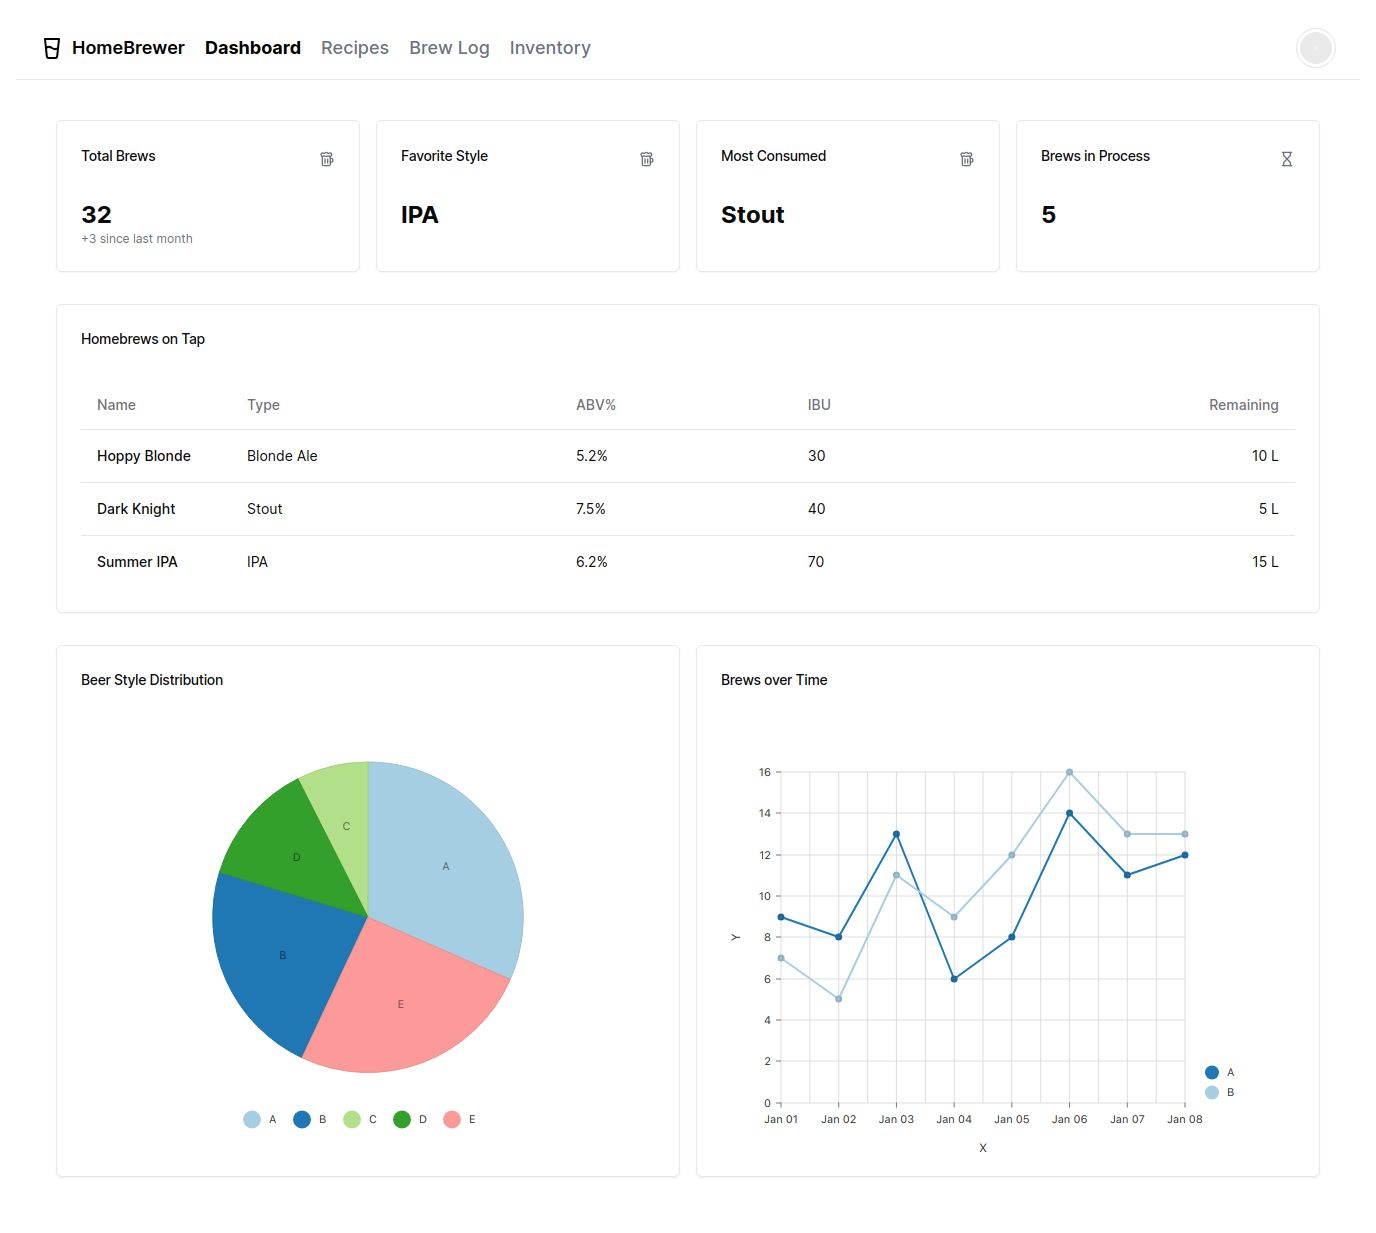 HomeBrewer Dashboard Recipes Brew Log Inventory
Total Brews
32
+3 since last month
Favorite Style
IPA
Most Consumed
Stout
Brews in Process
5
Homebrews on Tap
Name Type ABV% IBU Remaining
Hoppy Blonde Blonde Ale 5.2% 30 10 L
Dark Knight Stout 7.5% 40 5 L
Summer IPA IPA 6.2% 70 15 L
Beer Style Distribution
C
A
D
B
E
A B C D E
Brews over Time
16
14
12
10
8
6
4
2
0
Y
Jan 01 Jan 02 Jan 03 Jan 04 Jan 05 Jan 06 Jan 07 Jan 08
X
A
B